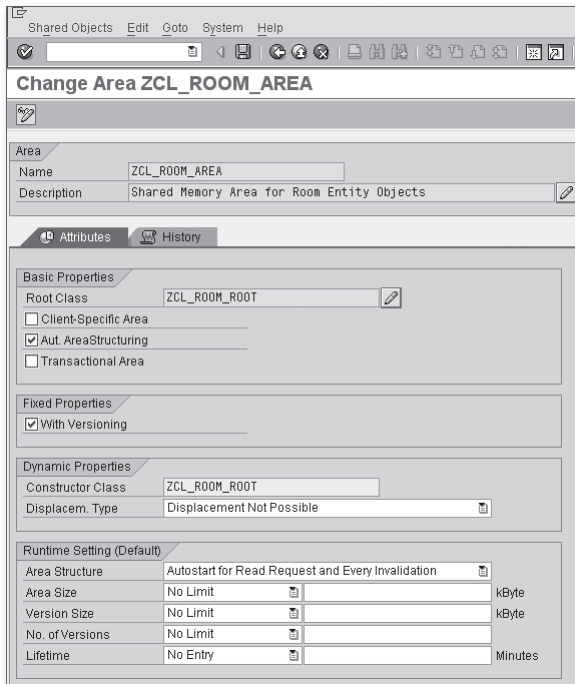 Shared Objects Edit Goto System Help
Change Area ZCL_ROOM_AREA
Area
Name ZCL_ROOM_AREA
Description Shared Memory Area for Room Entity Objects
Attributes History
Basic Properties
Root Class ZCL_ROOM_ROOT
Client-Specific Area
Aut. AreaStructuring
Transactional Area
Fixed Properties
With Versioning
Dynamic Properties
Constructor Class ZCL_ROOM_ROOT
Displacem. Type Displacement Not Possible
Runtime Setting (Default)
Area Structure Autostart for Read Request and Every Invalidation
Area Size No Limit kByte
Version Size No Limit kByte
No. of Versions No Limit
Lifetime No Entry Minutes